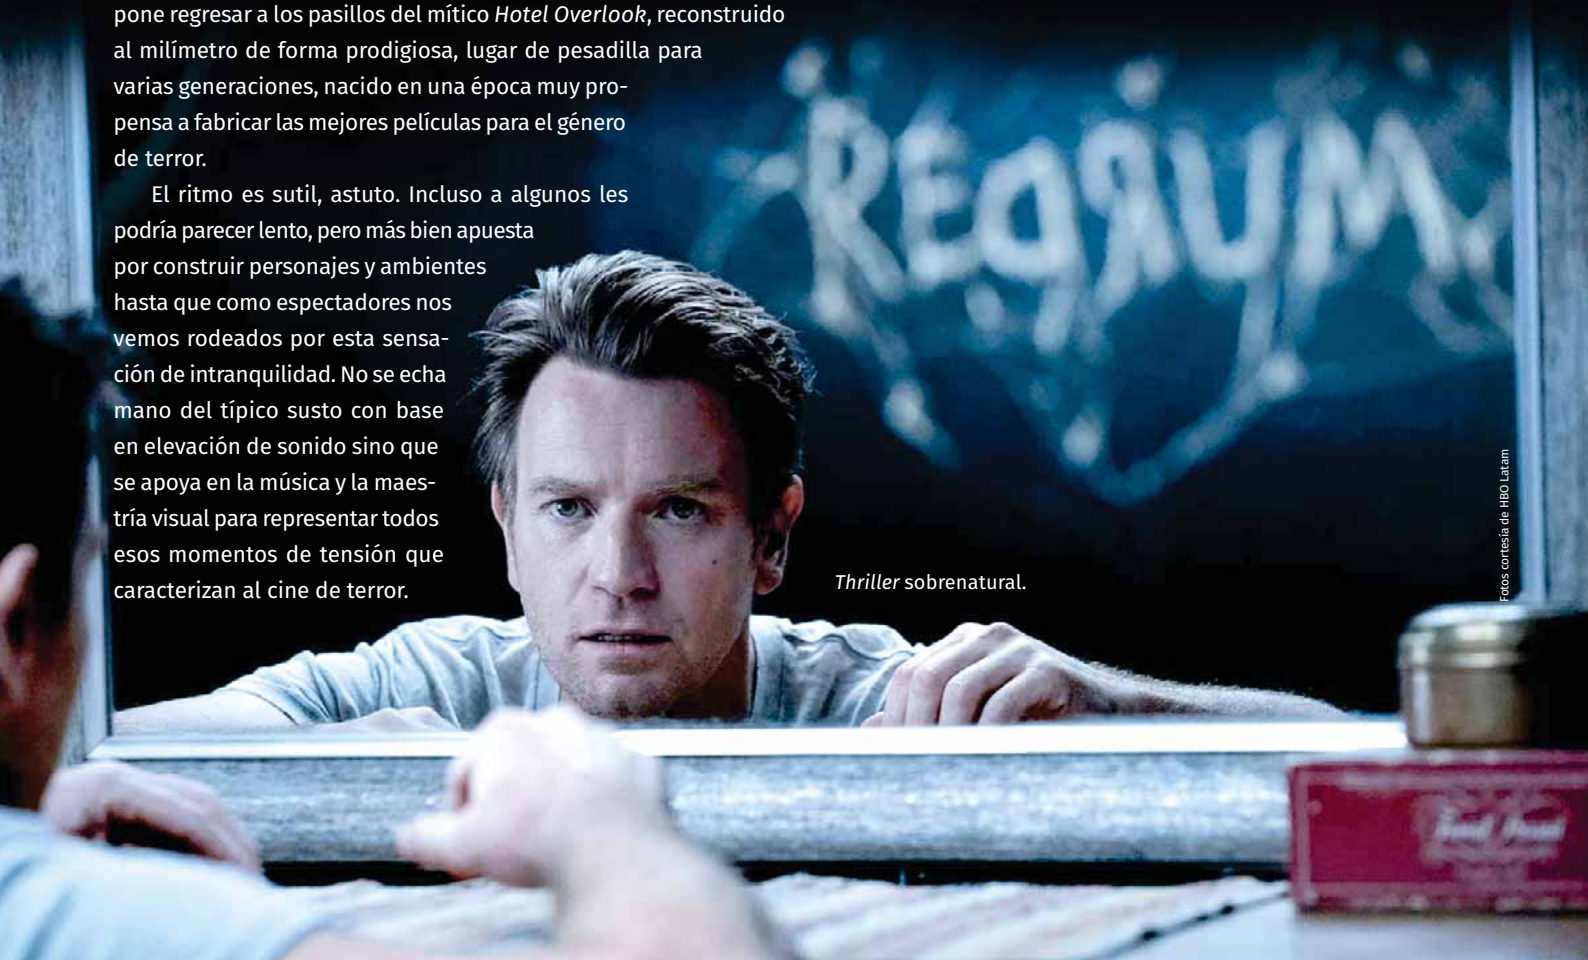 pone regresar a los pasillos del mítico Hotel Overlook, reconstruido
al milímetro de forma prodigiosa, lugar de pesadilla para
varias generaciones, nacido en una época muy pro-
pensa a fabricar las mejores películas para el género
de terror.
El ritmo es sutil, astuto. Incluso a algunos les
podría parecer lento, pero más bien apuesta
por construir personajes y ambientes
hasta que como espectadores nos
vemos rodeados por esta sensa-
ción de intranquilidad. No se echa
mano del típico susto con base
en elevación de sonido sino que
se apoya en la música y la maes-
tría visual para representar todos
esos momentos de tensión que
caracterizan al cine de terror.
REDRUM
Thriller sobrenatural.
Fotos cortesía de HBO Latam